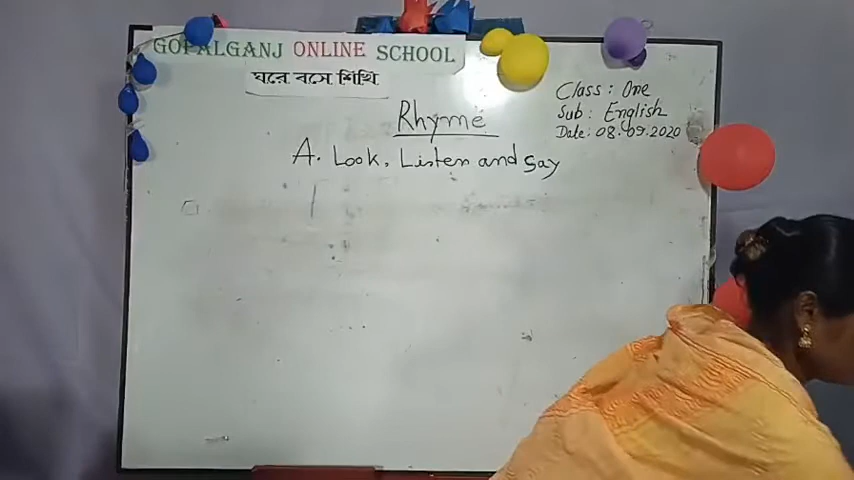 GOPALGANJ ONLINE SCHOOL
ঘরে বসে শিখি
Class : One
Sub : English
Date : 08.09.2020
Rhyme
A. Look, Listen and Say